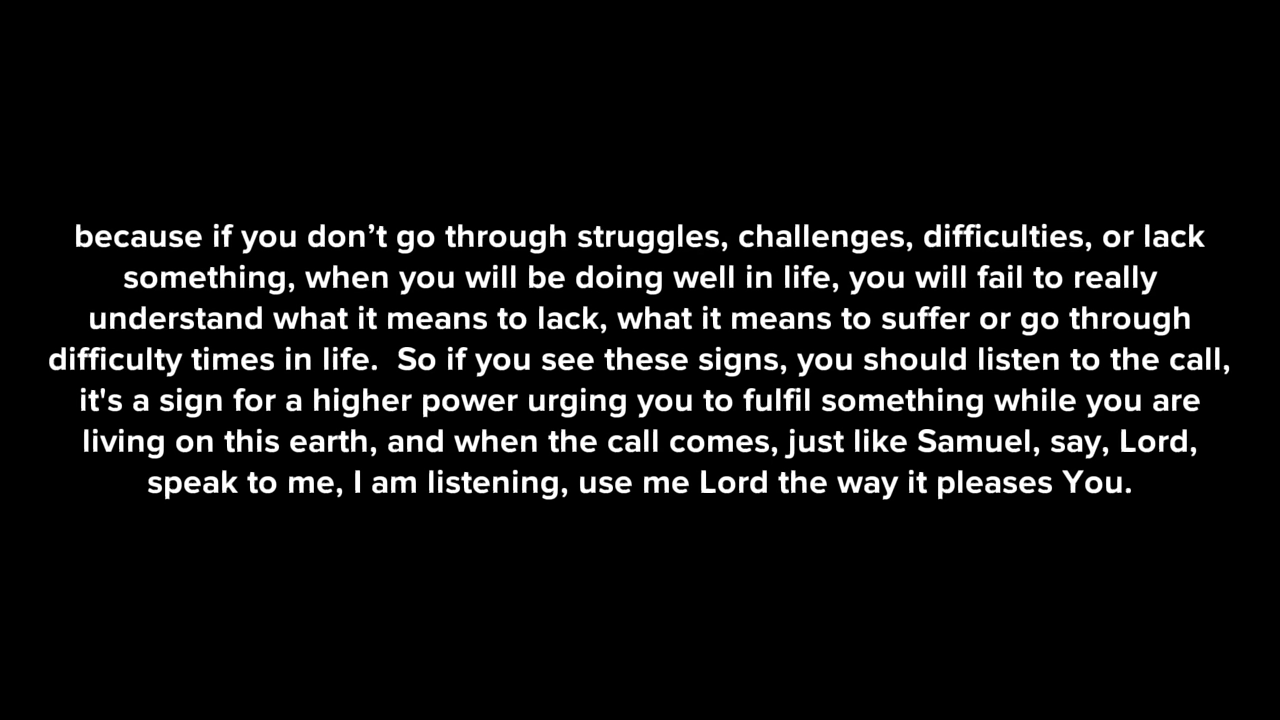 because if you don’t go through struggles, challenges, difficulties, or lack
something, when you will be doing well in life, you will fail to really
understand what it means to lack, what it means to suffer or go through
difficulty times in life.  So if you see these signs, you should listen to the call,
it's a sign for a higher power urging you to fulfil something while you are
living on this earth, and when the call comes, just like Samuel, say, Lord,
speak to me, I am listening, use me Lord the way it pleases You.